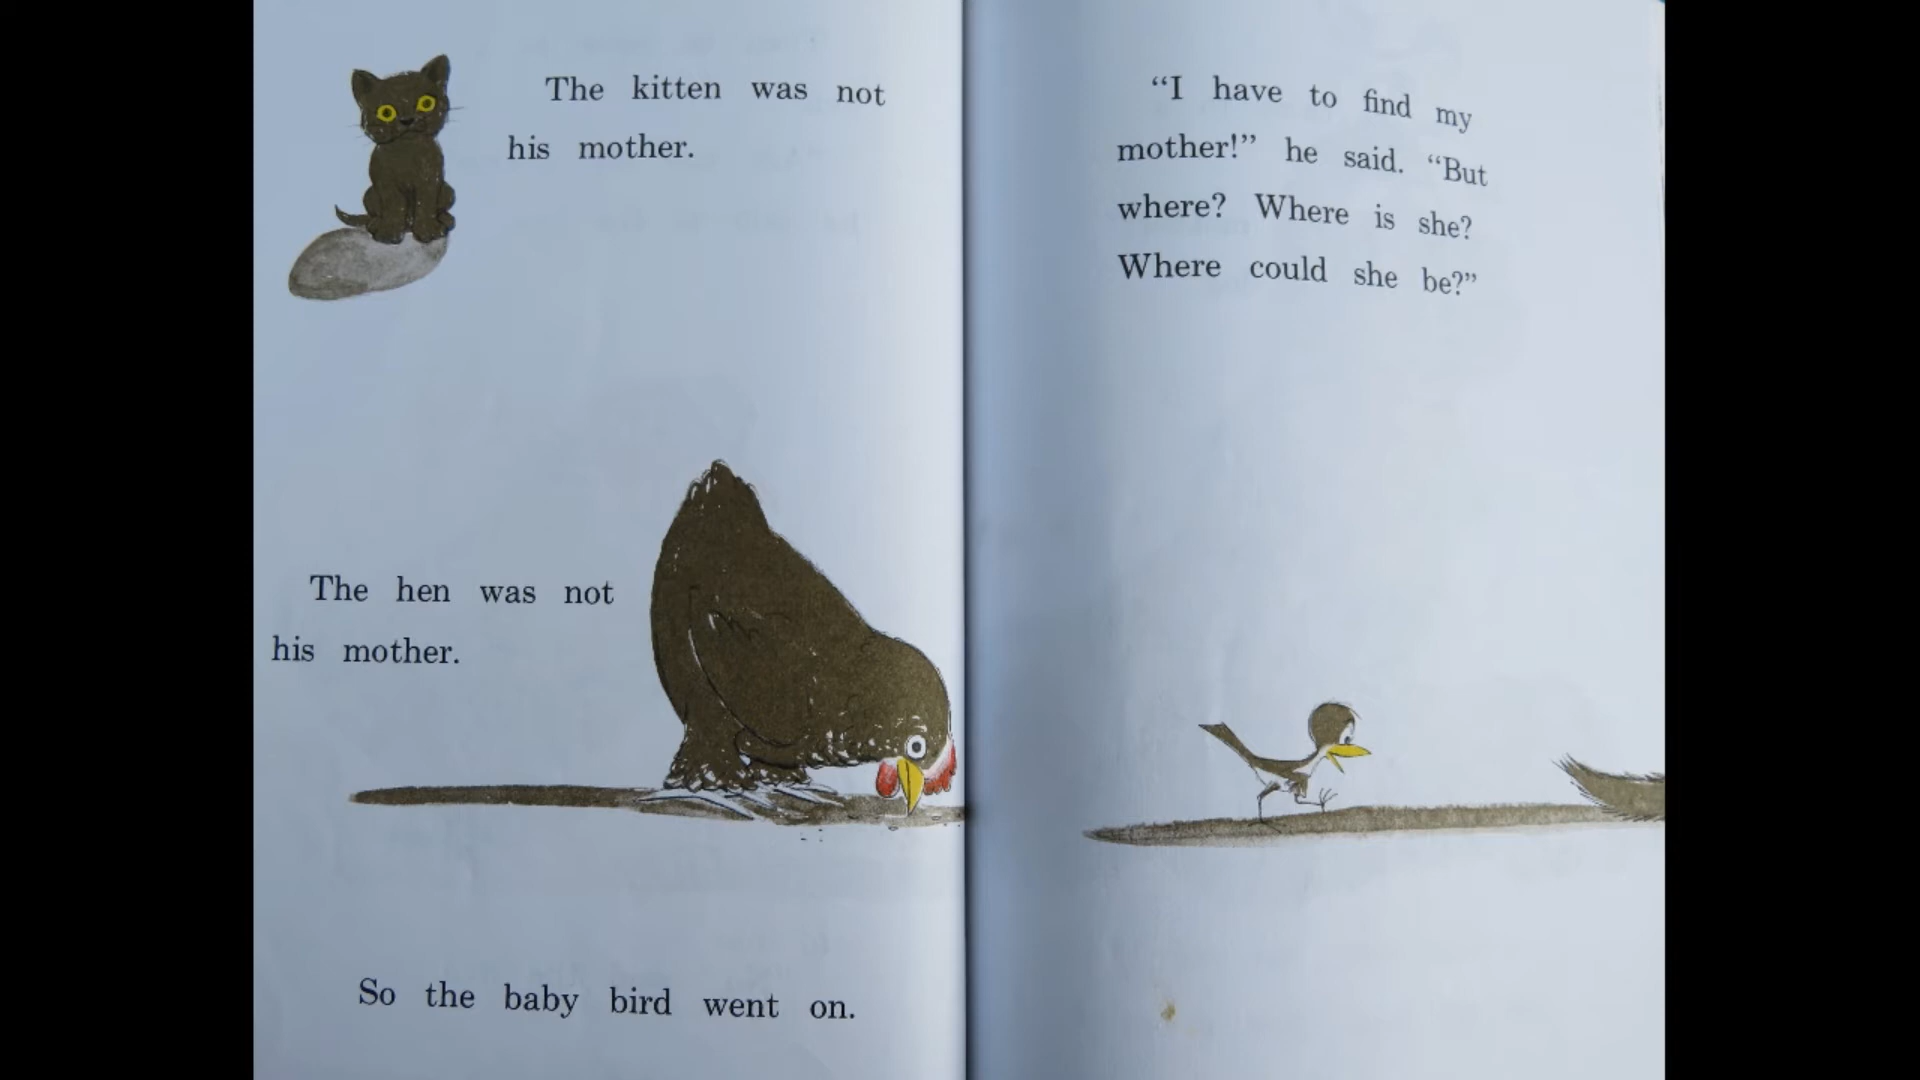 The kitten was not
his mother.
The hen was not
his mother.
So the baby bird went on.
“I have to find my
mother!” he said. “But
where? Where is she?
Where could she be?”